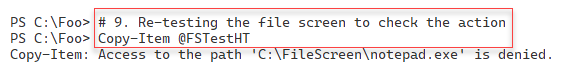 PS C:\Foo> # 9. Re-testing the file screen to check the action
PS C:\Foo> Copy-Item @FSTestHT
Copy-Item: Access to the path 'C:\FileScreen\notepad.exe' is denied.